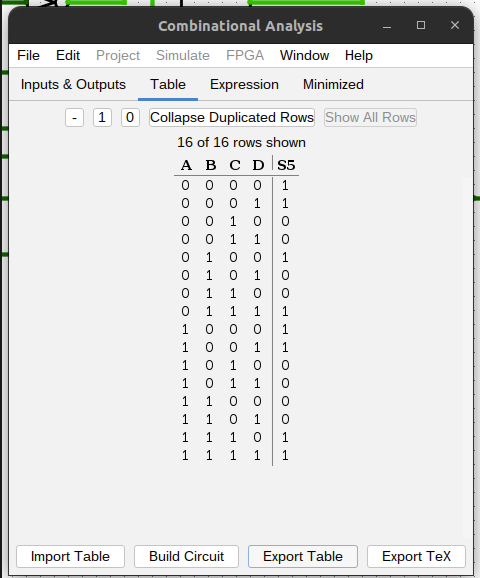 Combinational Analysis
File Edit Project Simulate FPGA Window Help
Inputs & Outputs Table Expression Minimized
- 1 0 Collapse Duplicated Rows Show All Rows
16 of 16 rows shown
A B C D S5
0 0 0 0 1
0 0 0 1 1
0 0 1 0 0
0 0 1 1 0
0 1 0 0 1
0 1 0 1 0
0 1 1 0 0
0 1 1 1 1
1 0 0 0 1
1 0 0 1 1
1 0 1 0 0
1 0 1 1 0
1 1 0 0 0
1 1 0 1 0
1 1 1 0 1
1 1 1 1 1
Import Table Build Circuit Export Table Export TeX